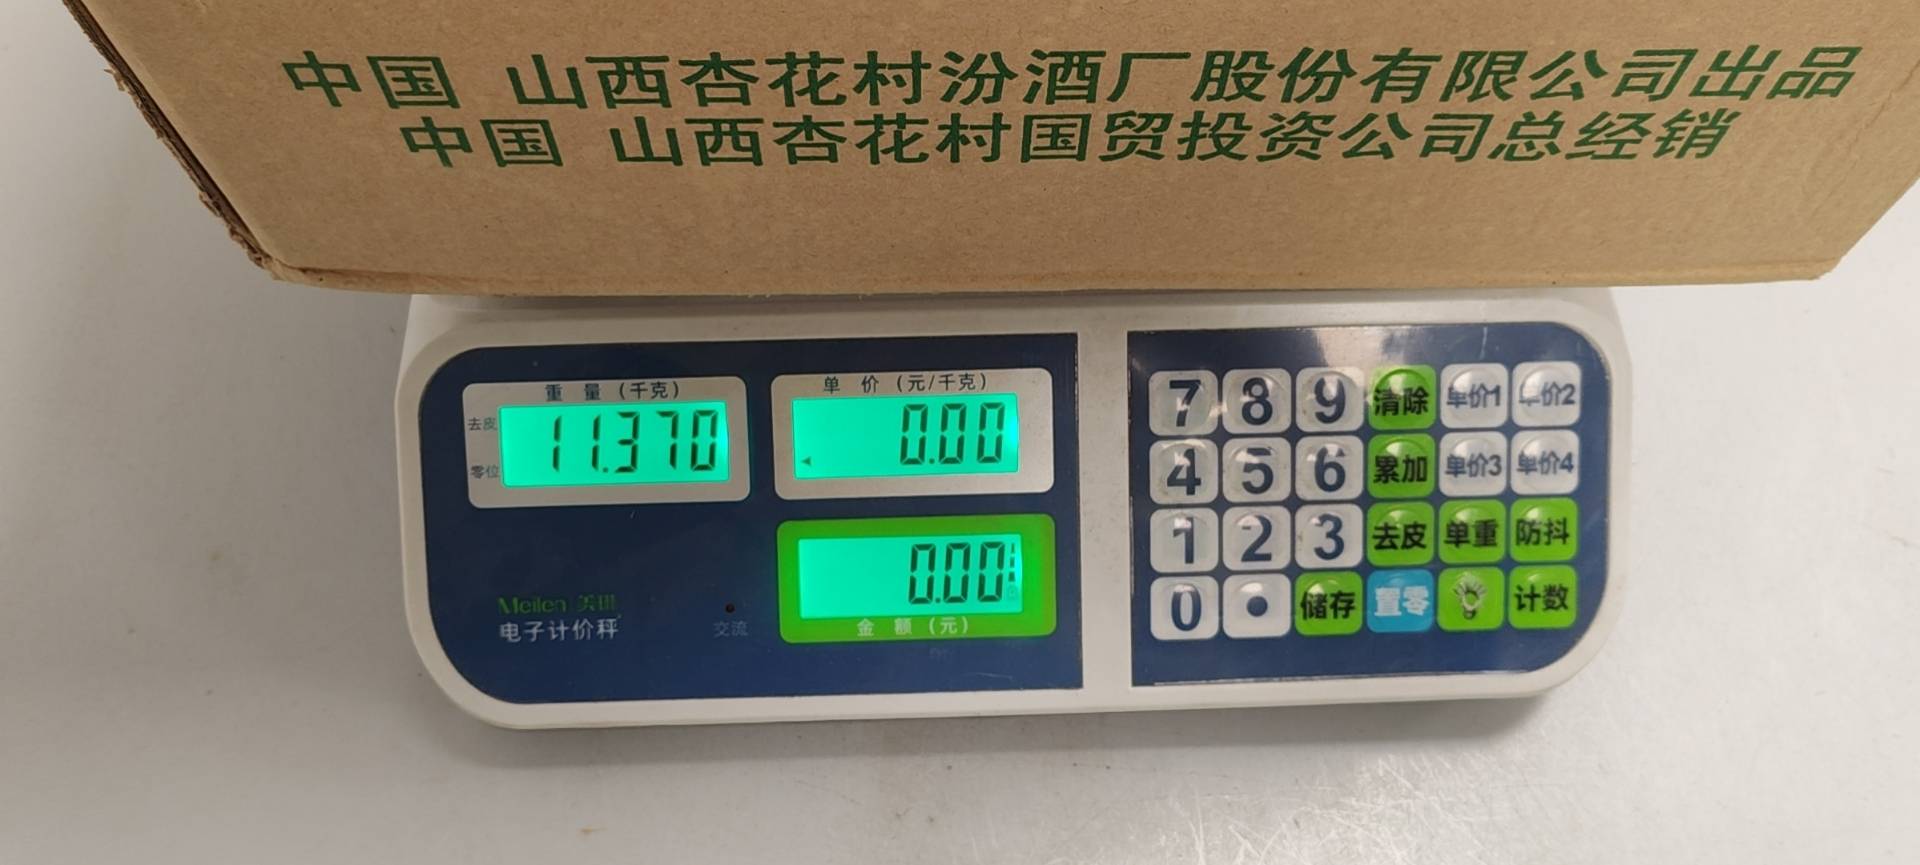 中国 山西杏花村汾酒厂股份有限公司出品
中国 山西杏花村国贸投资公司总经销
重量(千克)
单价(元/千克)
去皮
零位
11.370
0.00
0.00
金额(元)
Meilen 美琪
电子计价秤
交流
7 8 9 清除 单价1 单价2
4 5 6 累加 单价3 单价4
1 2 3 去皮 单重 防抖
0 • 储存 置零 计数